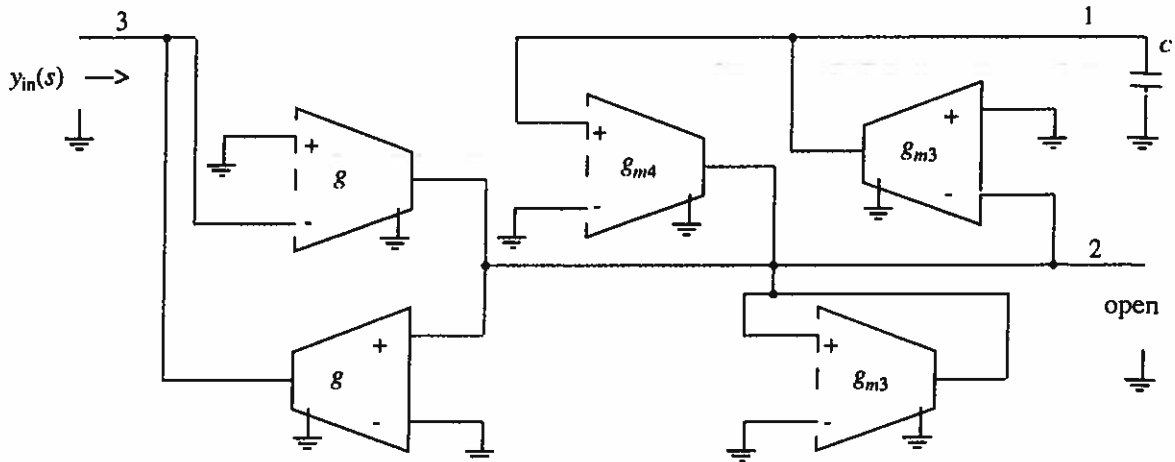 3
1
c
y_in(s) →
+
g
-
+
g_m4
-
+
g_m3
-
2
open
+
g
-
+
g_m3
-